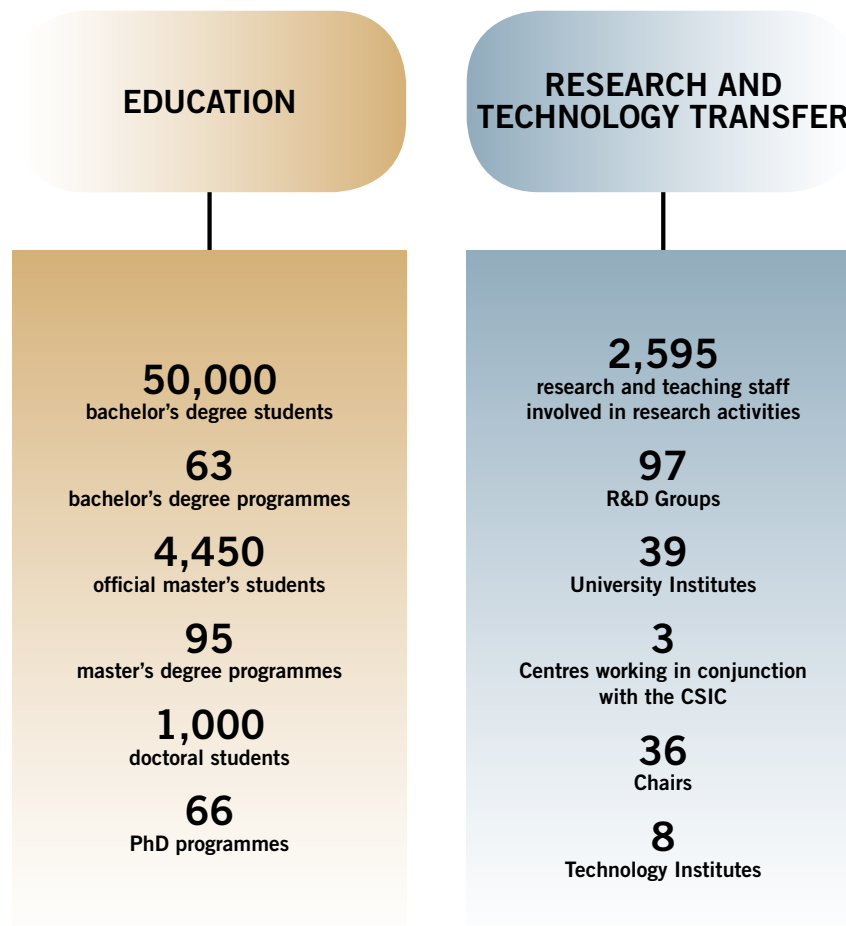 EDUCATION
50,000
bachelor’s degree students
63
bachelor’s degree programmes
4,450
official master’s students
95
master’s degree programmes
1,000
doctoral students
66
PhD programmes
RESEARCH AND
TECHNOLOGY TRANSFER
2,595
research and teaching staff
involved in research activities
97
R&D Groups
39
University Institutes
3
Centres working in conjunction
with the CSIC
36
Chairs
8
Technology Institutes